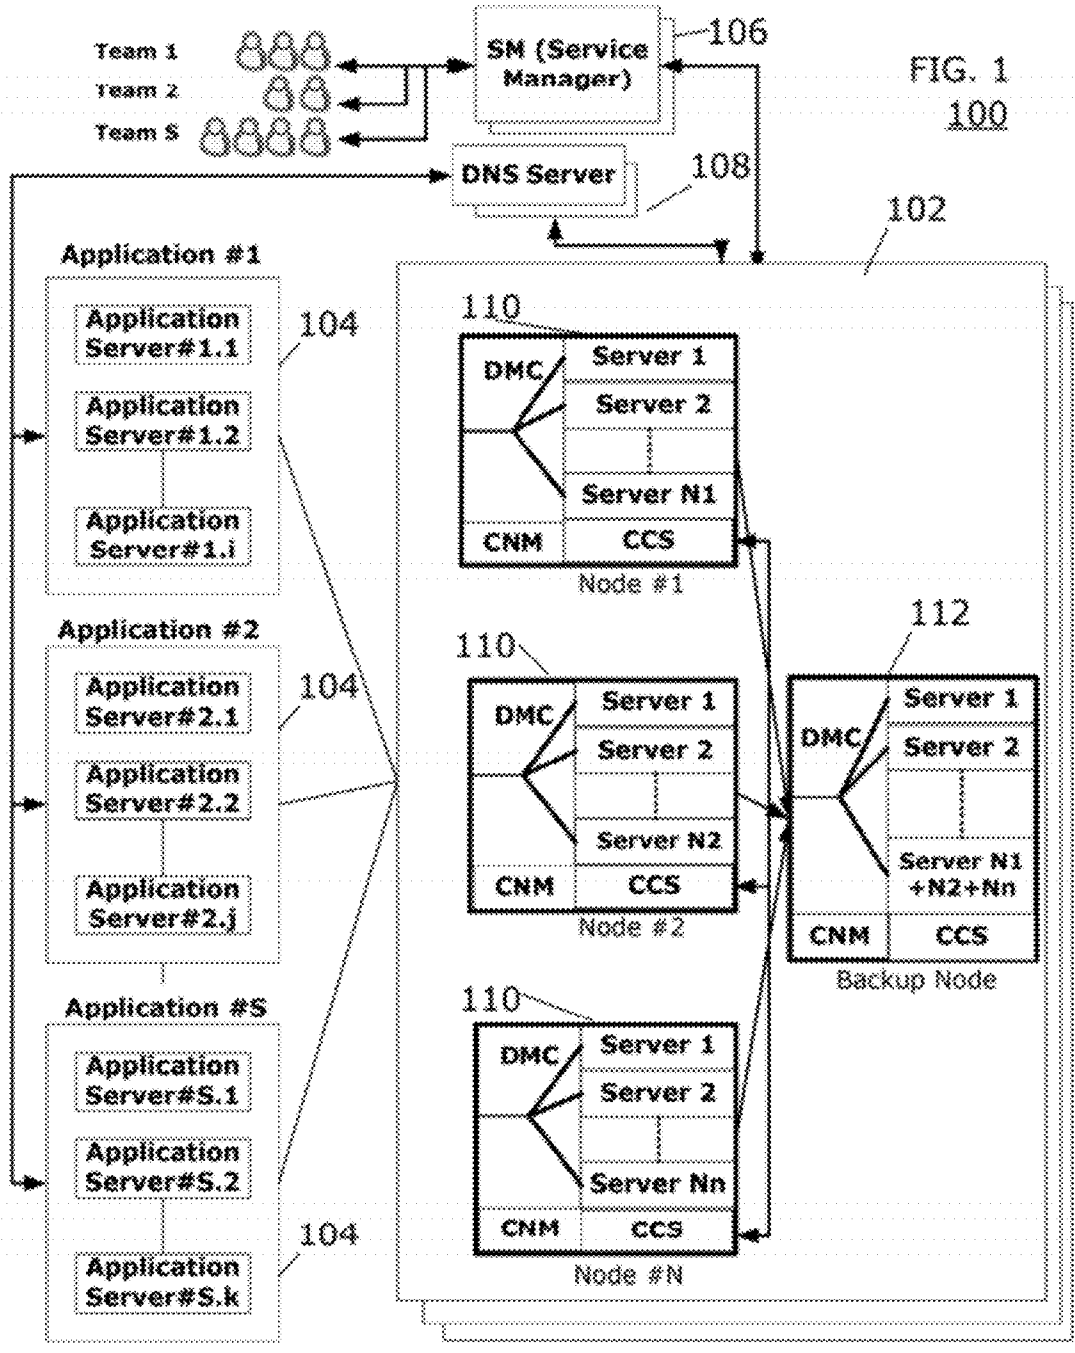 Team 1
Team 2
Team S
SM (Service
Manager)
106
FIG. 1
100
DNS Server
108
102
Application #1
Application
Server#1.1
Application
Server#1.2
Application
Server#1.i
104
Application #2
Application
Server#2.1
Application
Server#2.2
Application
Server#2.j
104
Application #S
Application
Server#S.1
Application
Server#S.2
Application
Server#S.k
104
110
DMC
Server 1
Server 2
Server N1
CNM
CCS
Node #1
110
DMC
Server 1
Server 2
Server N2
CNM
CCS
Node #2
110
DMC
Server 1
Server 2
Server Nn
CNM
CCS
Node #N
112
DMC
Server 1
Server 2
Server N1
+N2+Nn
CNM
CCS
Backup Node